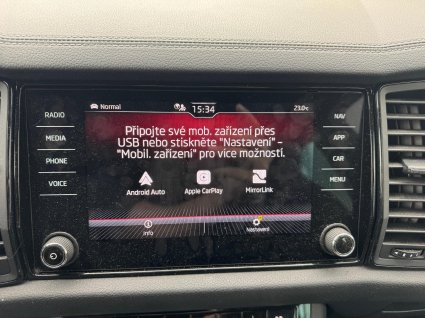 Normal 15:34 23.0°C
RADIO
MEDIA
PHONE
VOICE
Připojte své mob. zařízení přes
USB nebo stiskněte "Nastavení" -
"Mobil. zařízení" pro více možností.
Android Auto Apple CarPlay MirrorLink
Info Nastavení
NAV
APP
CAR
MENU